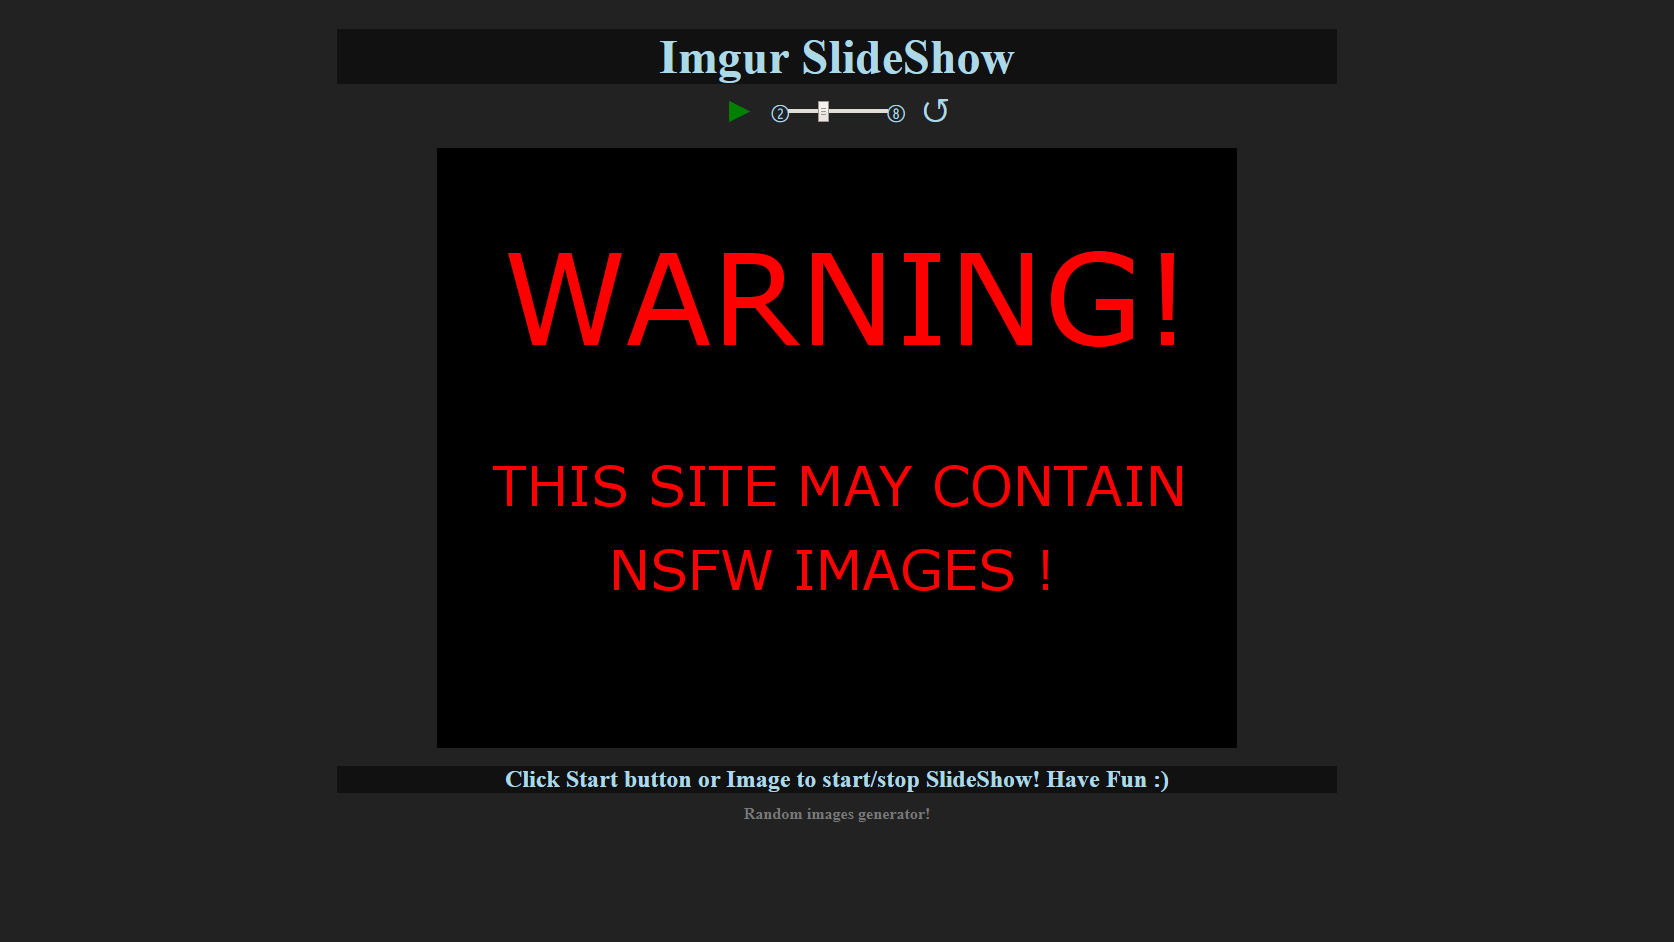 Imgur SlideShow
② ⑧
WARNING!
THIS SITE MAY CONTAIN
NSFW IMAGES !
Click Start button or Image to start/stop SlideShow! Have Fun :)
Random images generator!